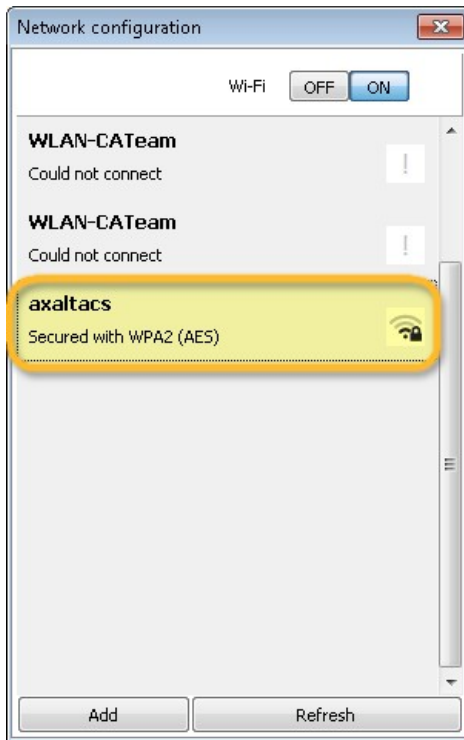 Network configuration
Wi-Fi OFF ON
WLAN-CATeam
Could not connect
WLAN-CATeam
Could not connect
axaltacs
Secured with WPA2 (AES)
Add Refresh